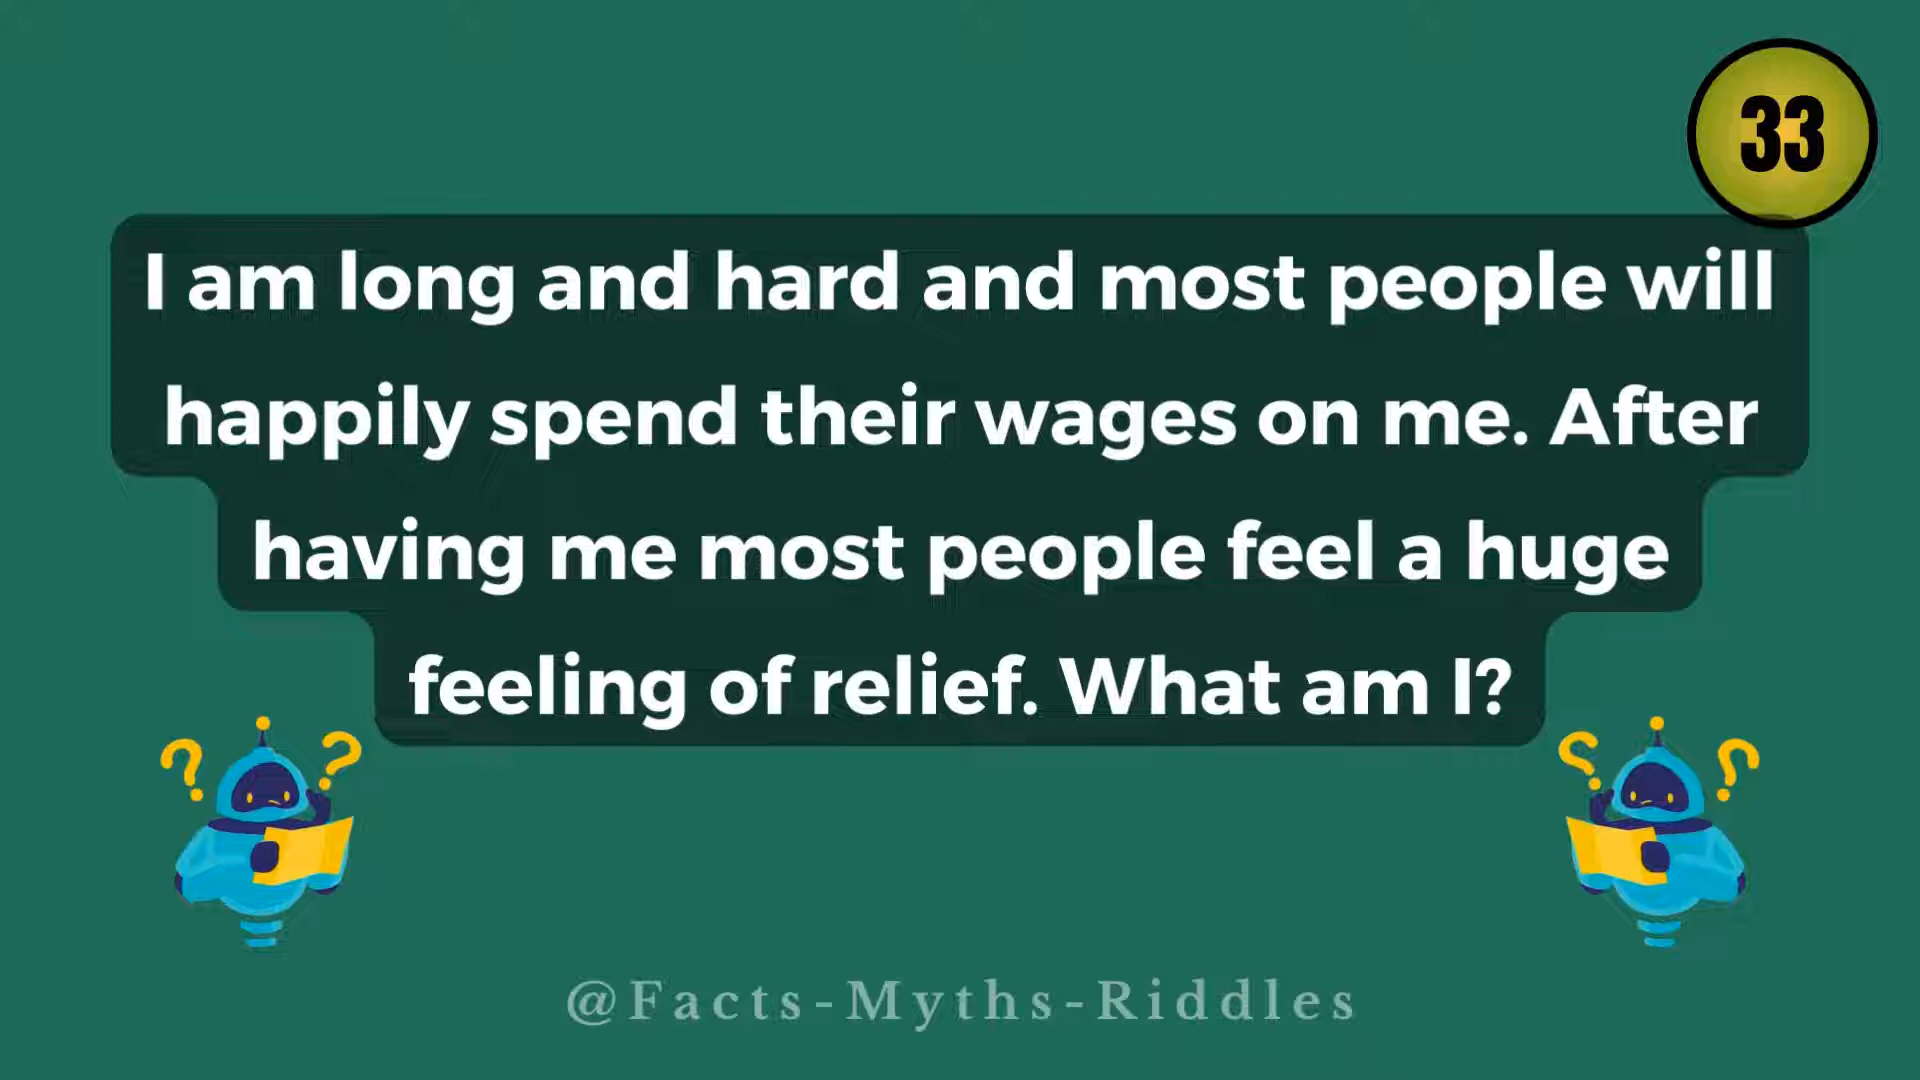 33
I am long and hard and most people will
happily spend their wages on me. After
having me most people feel a huge
feeling of relief. What am I?
@Facts-Myths-Riddles